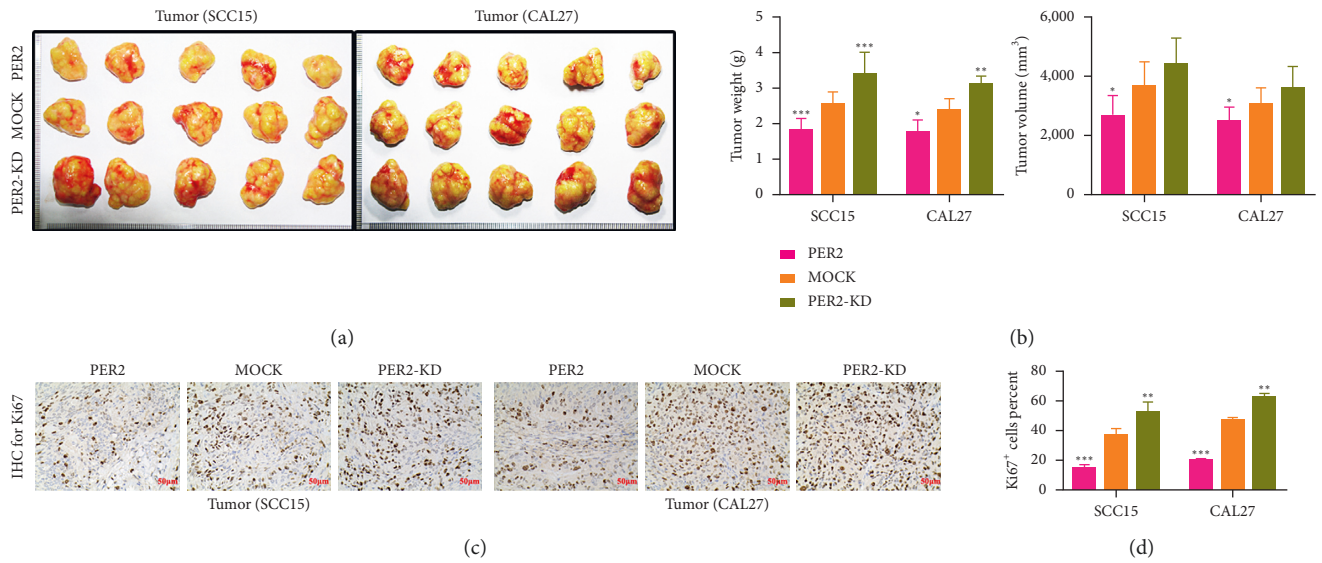 Tumor (SCC15)
Tumor (CAL27)
PER2
MOCK
PER2-KD
(a)
Tumor weight (g)
5
4
3
2
1
0
***
***
*
**
SCC15
CAL27
Tumor volume (mm³)
6,000
4,000
2,000
0
*
*
SCC15
CAL27
PER2
MOCK
PER2-KD
(b)
IHC for Ki67
PER2
MOCK
PER2-KD
PER2
MOCK
PER2-KD
50μm
50μm
50μm
50μm
50μm
50μm
Tumor (SCC15)
Tumor (CAL27)
(c)
Ki67⁺ cells percent
80
60
40
20
0
***
**
***
**
SCC15
CAL27
(d)